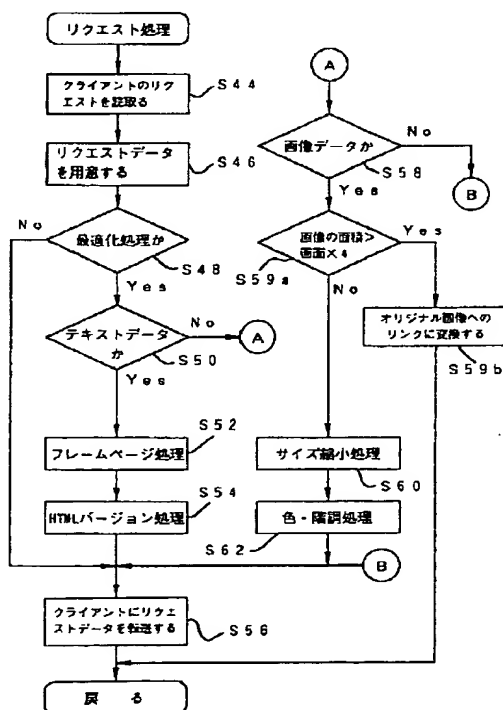 リクエスト処理
クライアントのリク
エストを読取る
S44
リクエストデータ
を用意する
S46
No
最適化処理か
S48
Yes
テキストデータ
か
No
A
S50
Yes
フレームページ処理
S52
HTMLバージョン処理
S54
クライアントにリクエ
ストデータを転送する
S56
戻る
A
画像データか
No
S58
B
Yes
画像の面積>
画面×4
Yes
S59a
No
オリジナル画像への
リンクに変換する
S59b
サイズ縮小処理
S60
色・階調処理
S62
B